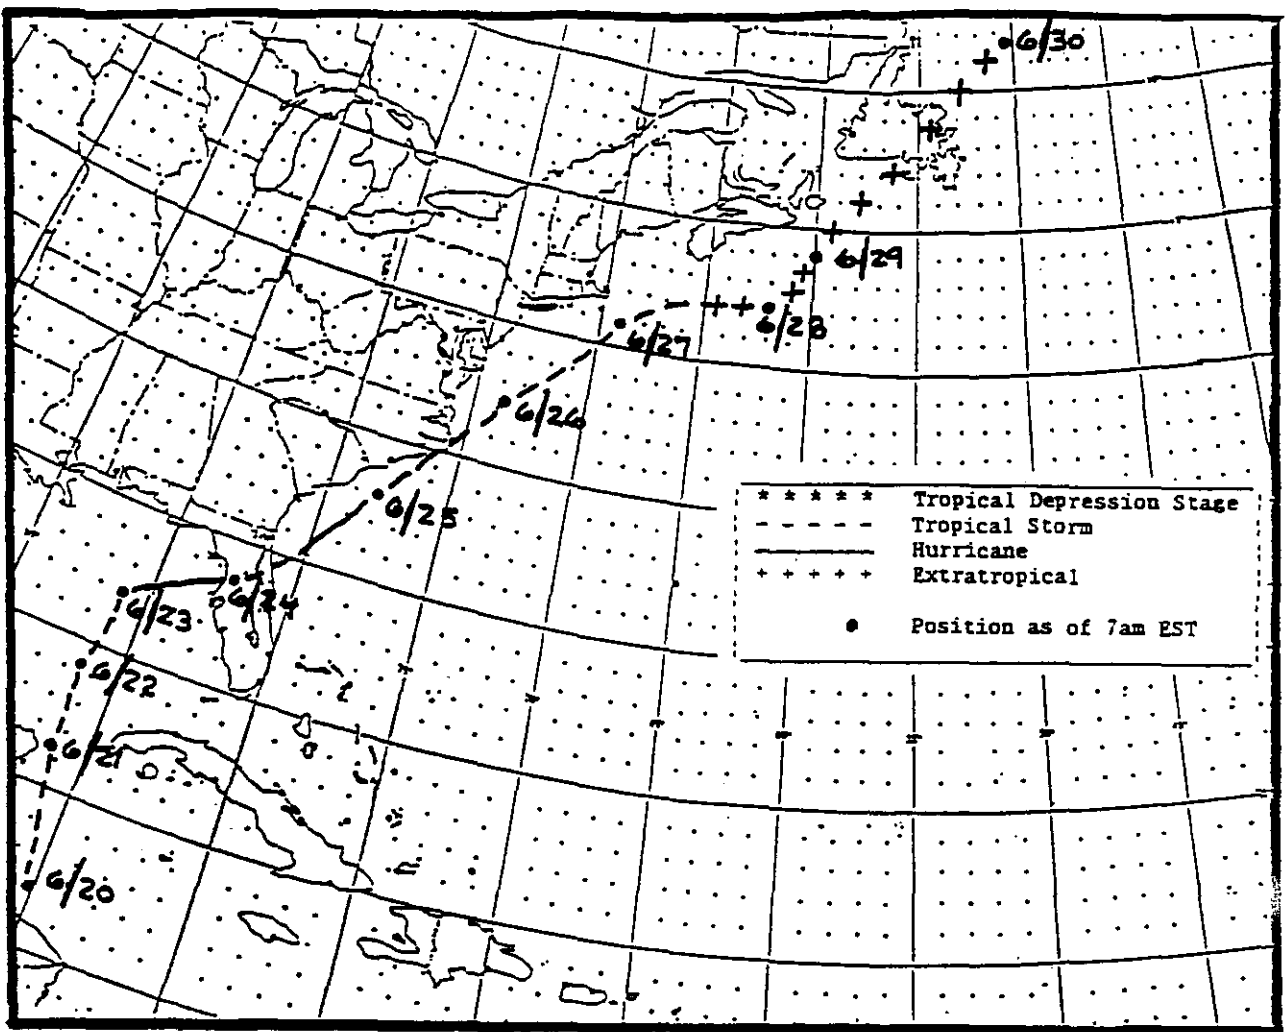 6/30
6/29
6/28
6/27
6/26
6/25
* * * * * Tropical Depression Stage
- - - - - Tropical Storm
Hurricane
+ + + + + Extratropical
• Position as of 7am EST
6/24
6/23
6/22
6/21
6/20